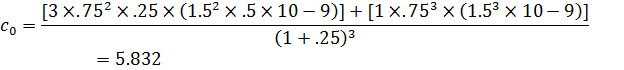 c₀ = [3 × .75² × .25 × (1.5² × .5 × 10 − 9)] + [1 × .75³ × (1.5³ × 10 − 9)] / (1 + .25)³
= 5.832